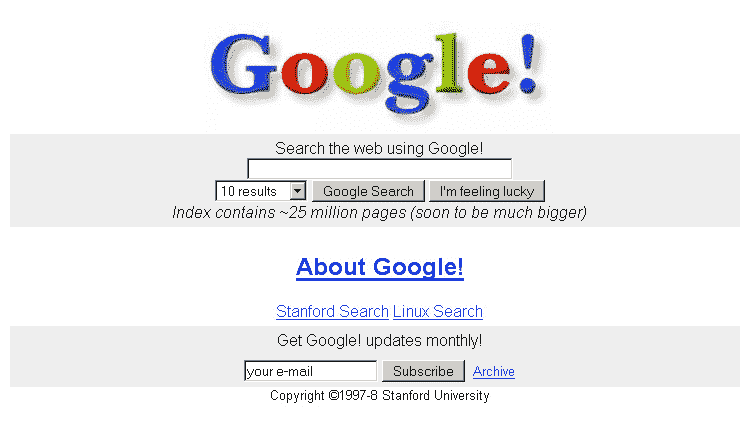 Google!
Search the web using Google!
10 results Google Search I'm feeling lucky
Index contains ~25 million pages (soon to be much bigger)
About Google!
Stanford Search Linux Search
Get Google! updates monthly!
your e-mail Subscribe Archive
Copyright ©1997-8 Stanford University